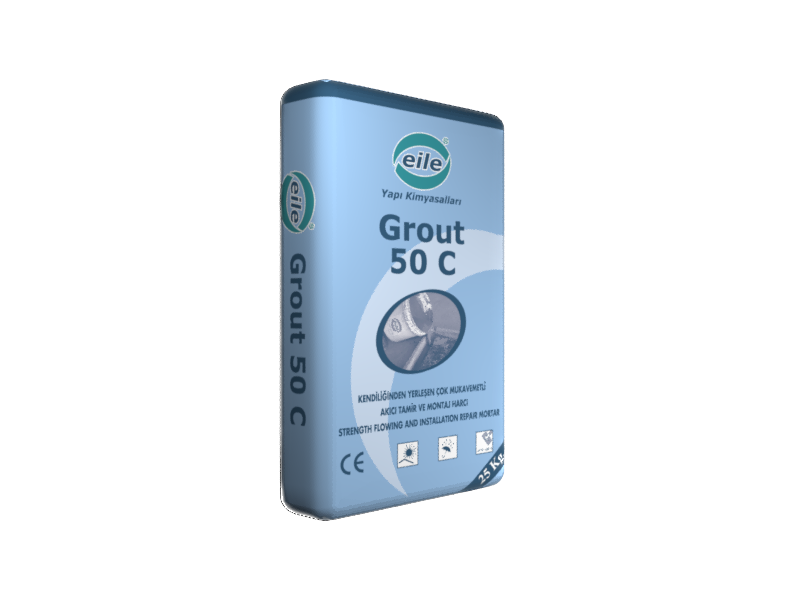 eile
Yapı Kimyasalları
Grout
50 C
KENDİLİĞİNDEN YERLEŞEN ÇOK MUKAVEMETLİ
AKICI TAMİR VE MONTAJ HARCI
STRENGTH FLOWING AND INSTALLATION REPAIR MORTAR
CE
25 Kg.
eile
Grout 50 C